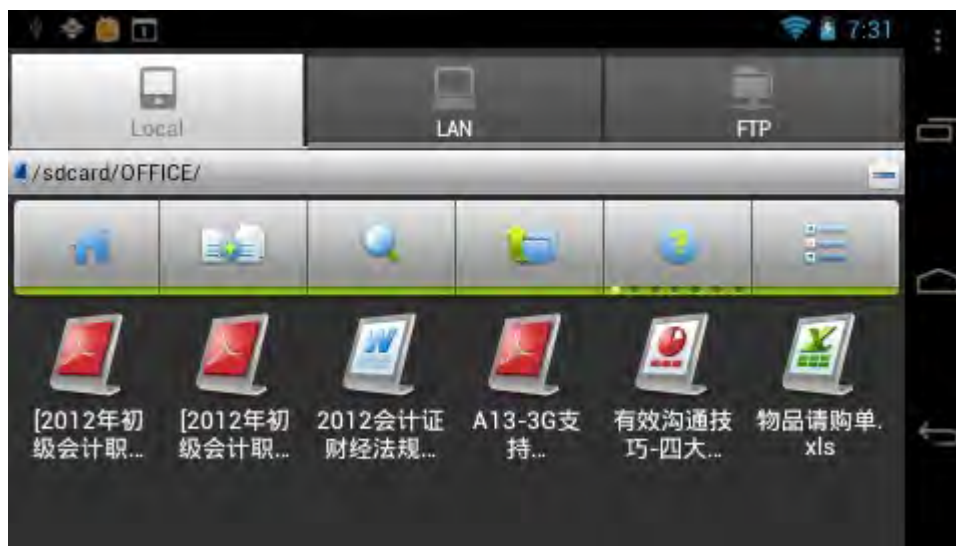 7:31
Local
LAN
FTP
/sdcard/OFFICE/
[2012年初
级会计职...
[2012年初
级会计职...
2012会计证
财经法规...
A13-3G支
持...
有效沟通技
巧-四大...
物品请购单.
xls